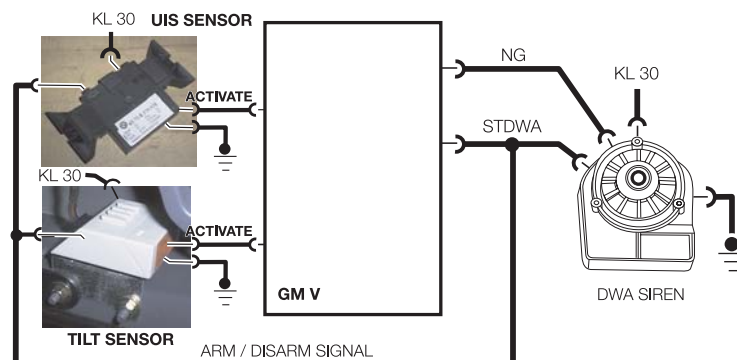 KL 30
UIS SENSOR
ACTIVATE
NG
KL 30
STDWA
KL 30
ACTIVATE
GM V
DWA SIREN
TILT SENSOR
ARM / DISARM SIGNAL